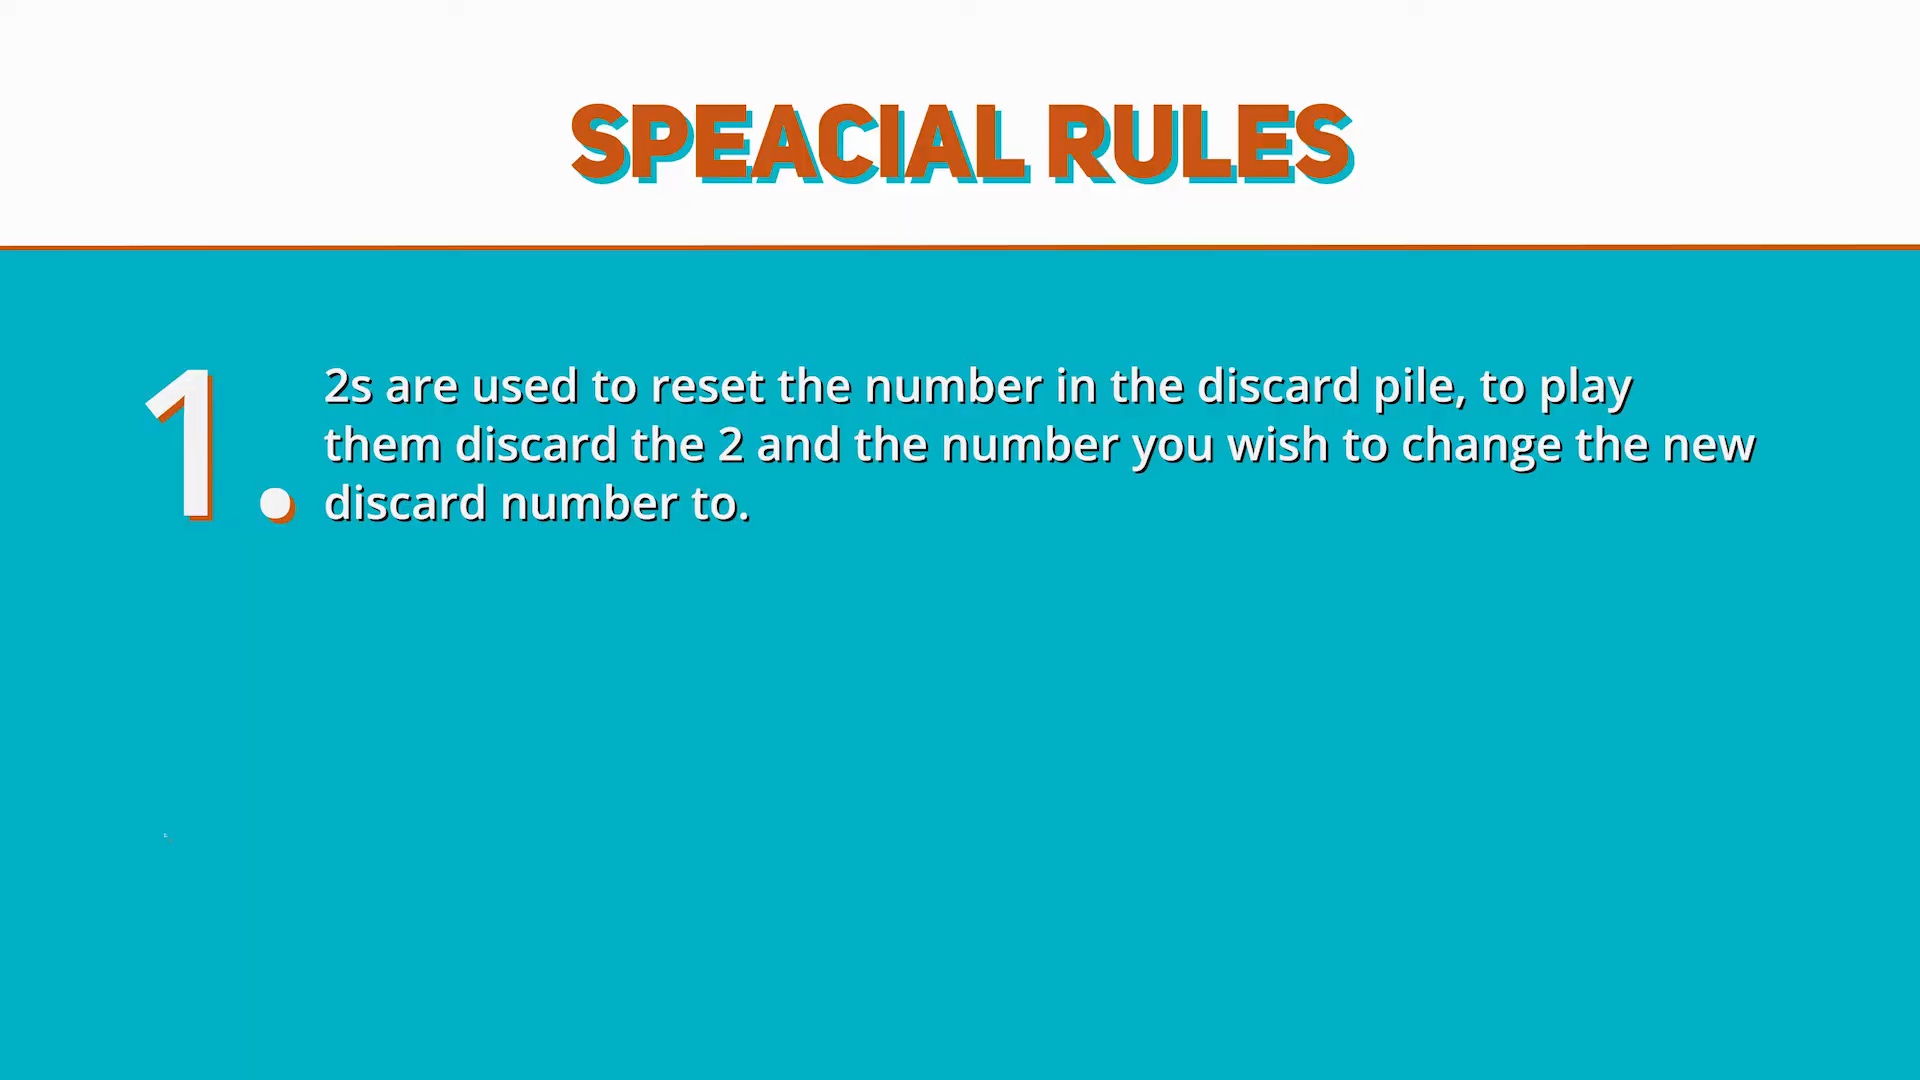 SPEACIAL RULES
1.
2s are used to reset the number in the discard pile, to play
them discard the 2 and the number you wish to change the new
discard number to.